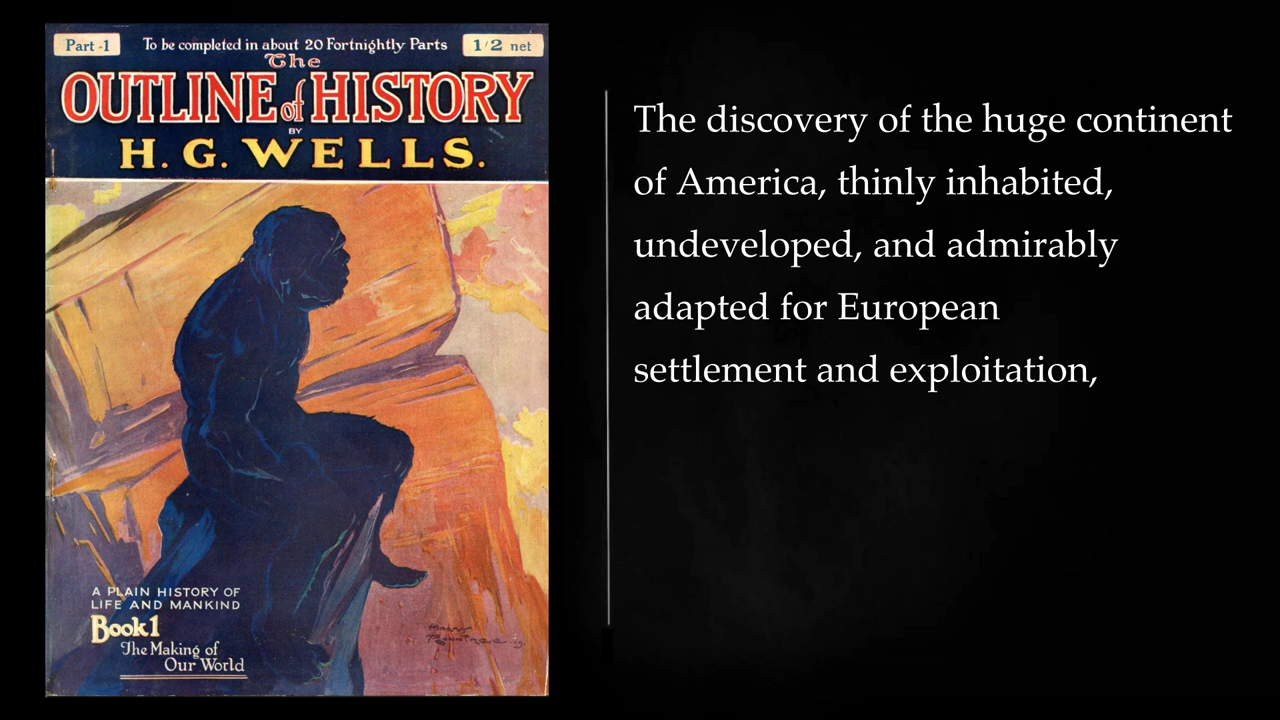 Part-1
To be completed in about 20 Fortnightly Parts
1/2 net
The
OUTLINE of HISTORY
BY
H. G. WELLS.
A PLAIN HISTORY OF
LIFE AND MANKIND
Book 1
The Making of
Our World
The discovery of the huge continent
of America, thinly inhabited,
undeveloped, and admirably
adapted for European
settlement and exploitation,